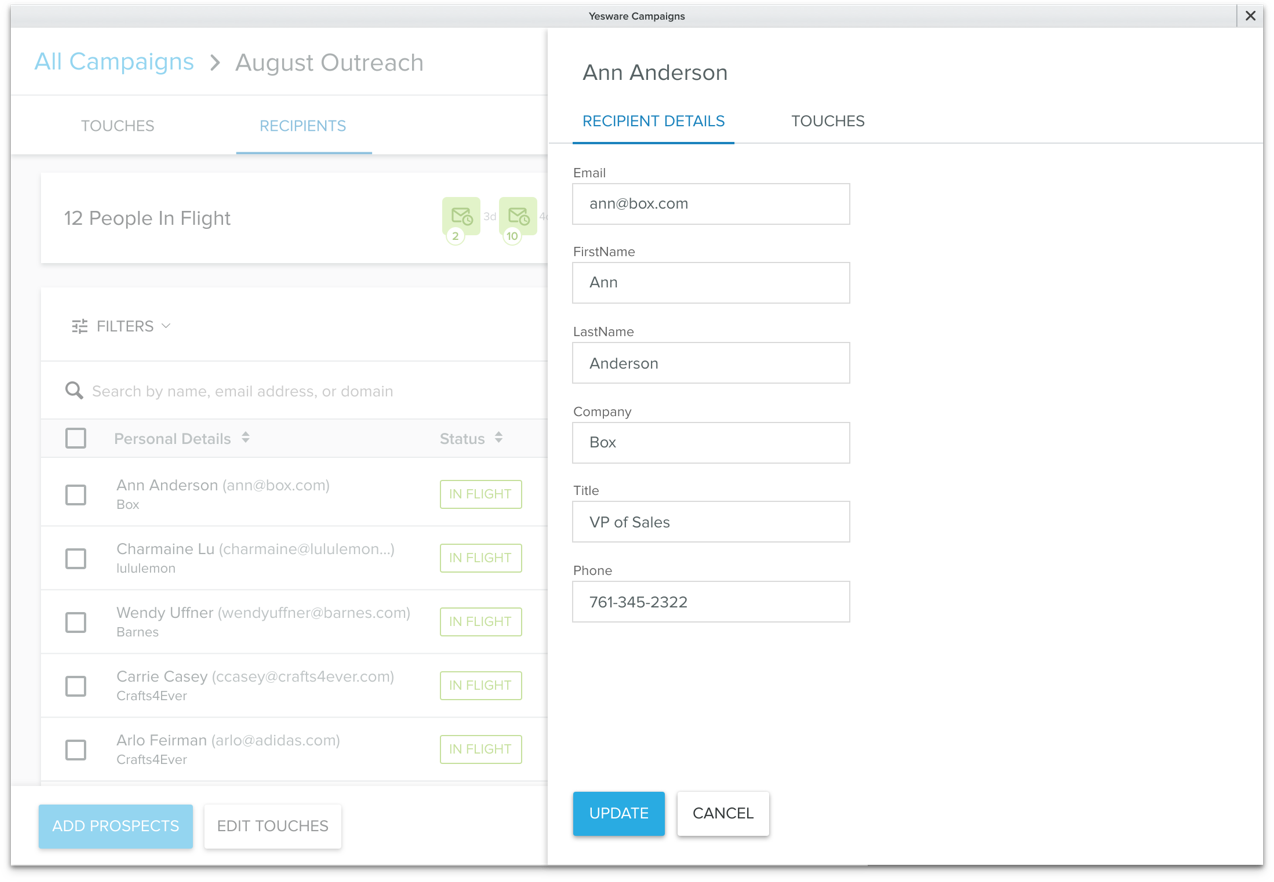 Yesware Campaigns
All Campaigns > August Outreach
TOUCHES
RECIPIENTS
12 People In Flight
2
3d
10
FILTERS
Search by name, email address, or domain
Personal Details
Status
Ann Anderson (ann@box.com)
Box
IN FLIGHT
Charmaine Lu (charmaine@lululemon...)
lululemon
IN FLIGHT
Wendy Uffner (wendyuffner@barnes.com)
Barnes
IN FLIGHT
Carrie Casey (ccasey@crafts4ever.com)
Crafts4Ever
IN FLIGHT
Arlo Feirman (arlo@adidas.com)
Crafts4Ever
IN FLIGHT
ADD PROSPECTS
EDIT TOUCHES
Ann Anderson
RECIPIENT DETAILS
TOUCHES
Email
ann@box.com
FirstName
Ann
LastName
Anderson
Company
Box
Title
VP of Sales
Phone
761-345-2322
UPDATE
CANCEL